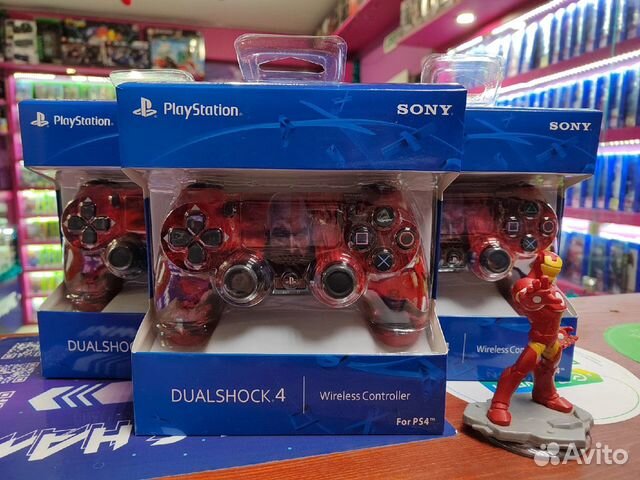 PlayStation
SONY
DUALSHOCK 4
Wireless Controller
For PS4™
PlayStation
DUALSHOCK
SONY
Wireless Con
Avito